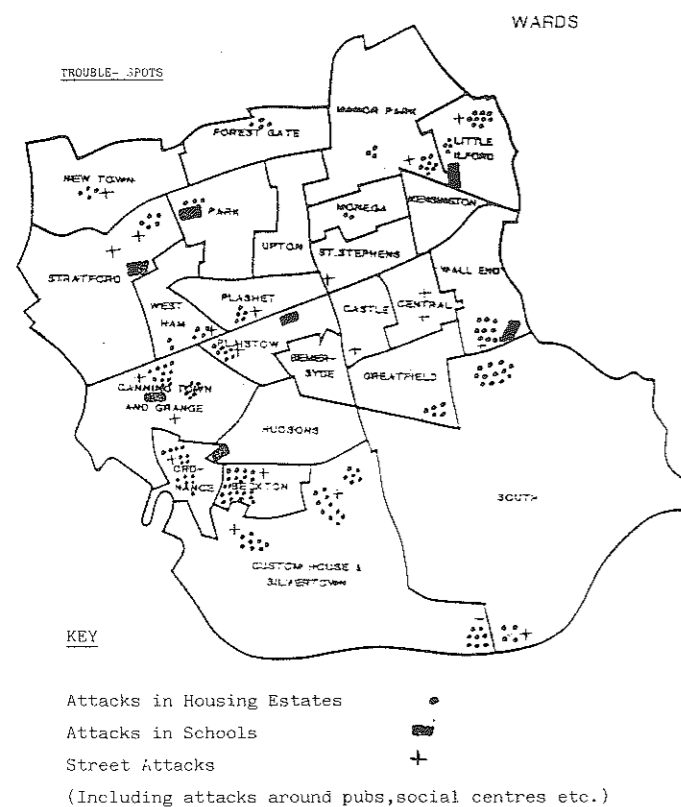 WARDS
TROUBLE- SPOTS
MANOR PARK
FOREST GATE
LITTLE
ILFORD
NEW TOWN
PARK
MONEGA
KENSINGTON
UPTON
ST.STEPHENS
STRATFORD
WALL END
WEST
HAM
PLASHET
CASTLE
CENTRAL
PLAISTOW
BEMER-
SYDE
GREATFIELD
CANNING TOWN
AND GRANGE
HUDSONS
ORD-
NANCE
BECKTON
SOUTH
CUSTOM HOUSE &
SILVERTOWN
KEY
Attacks in Housing Estates
Attacks in Schools
Street Attacks
(Including attacks around pubs,social centres etc.)